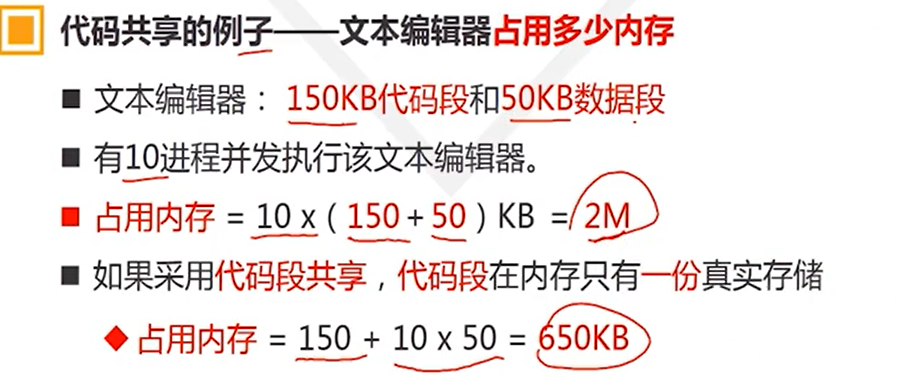 代码共享的例子——文本编辑器占用多少内存
■ 文本编辑器： 150KB代码段和50KB数据段
■ 有10进程并发执行该文本编辑器。
■ 占用内存 = 10 x ( 150 + 50 ) KB = 2M
■ 如果采用代码段共享，代码段在内存只有一份真实存储
◆ 占用内存 = 150 + 10 x 50 = 650KB